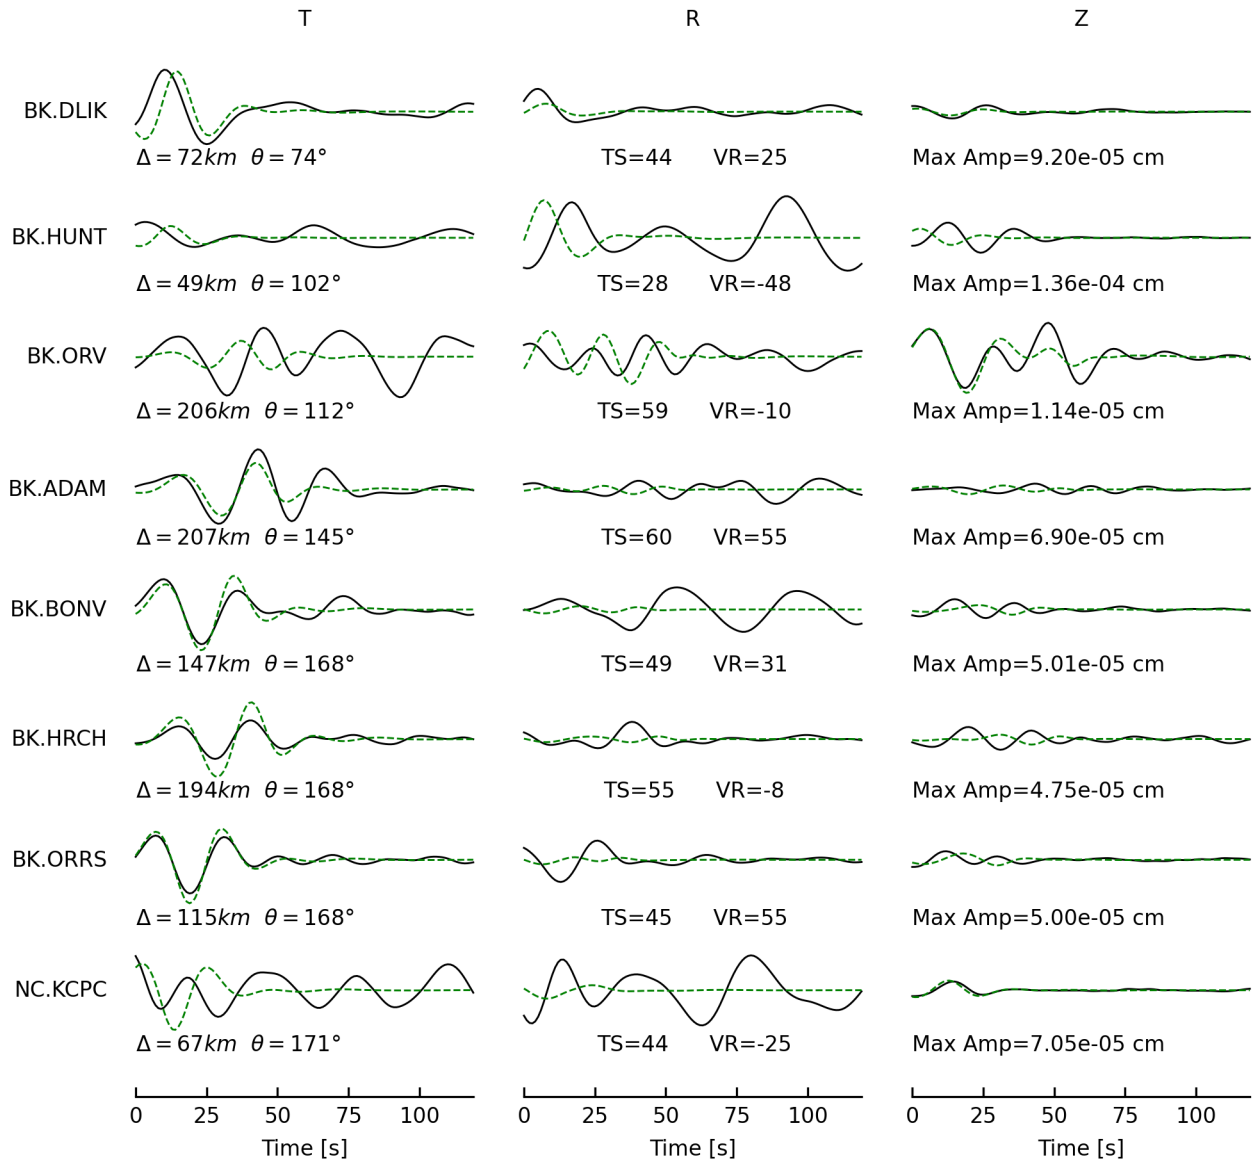 T R Z
BK.DLIK
Δ = 72km θ = 74° TS=44 VR=25 Max Amp=9.20e-05 cm
BK.HUNT
Δ = 49km θ = 102° TS=28 VR=-48 Max Amp=1.36e-04 cm
BK.ORV
Δ = 206km θ = 112° TS=59 VR=-10 Max Amp=1.14e-05 cm
BK.ADAM
Δ = 207km θ = 145° TS=60 VR=55 Max Amp=6.90e-05 cm
BK.BONV
Δ = 147km θ = 168° TS=49 VR=31 Max Amp=5.01e-05 cm
BK.HRCH
Δ = 194km θ = 168° TS=55 VR=-8 Max Amp=4.75e-05 cm
BK.ORRS
Δ = 115km θ = 168° TS=45 VR=55 Max Amp=5.00e-05 cm
NC.KCPC
Δ = 67km θ = 171° TS=44 VR=-25 Max Amp=7.05e-05 cm
0 25 50 75 100 0 25 50 75 100 0 25 50 75 100
Time [s] Time [s] Time [s]